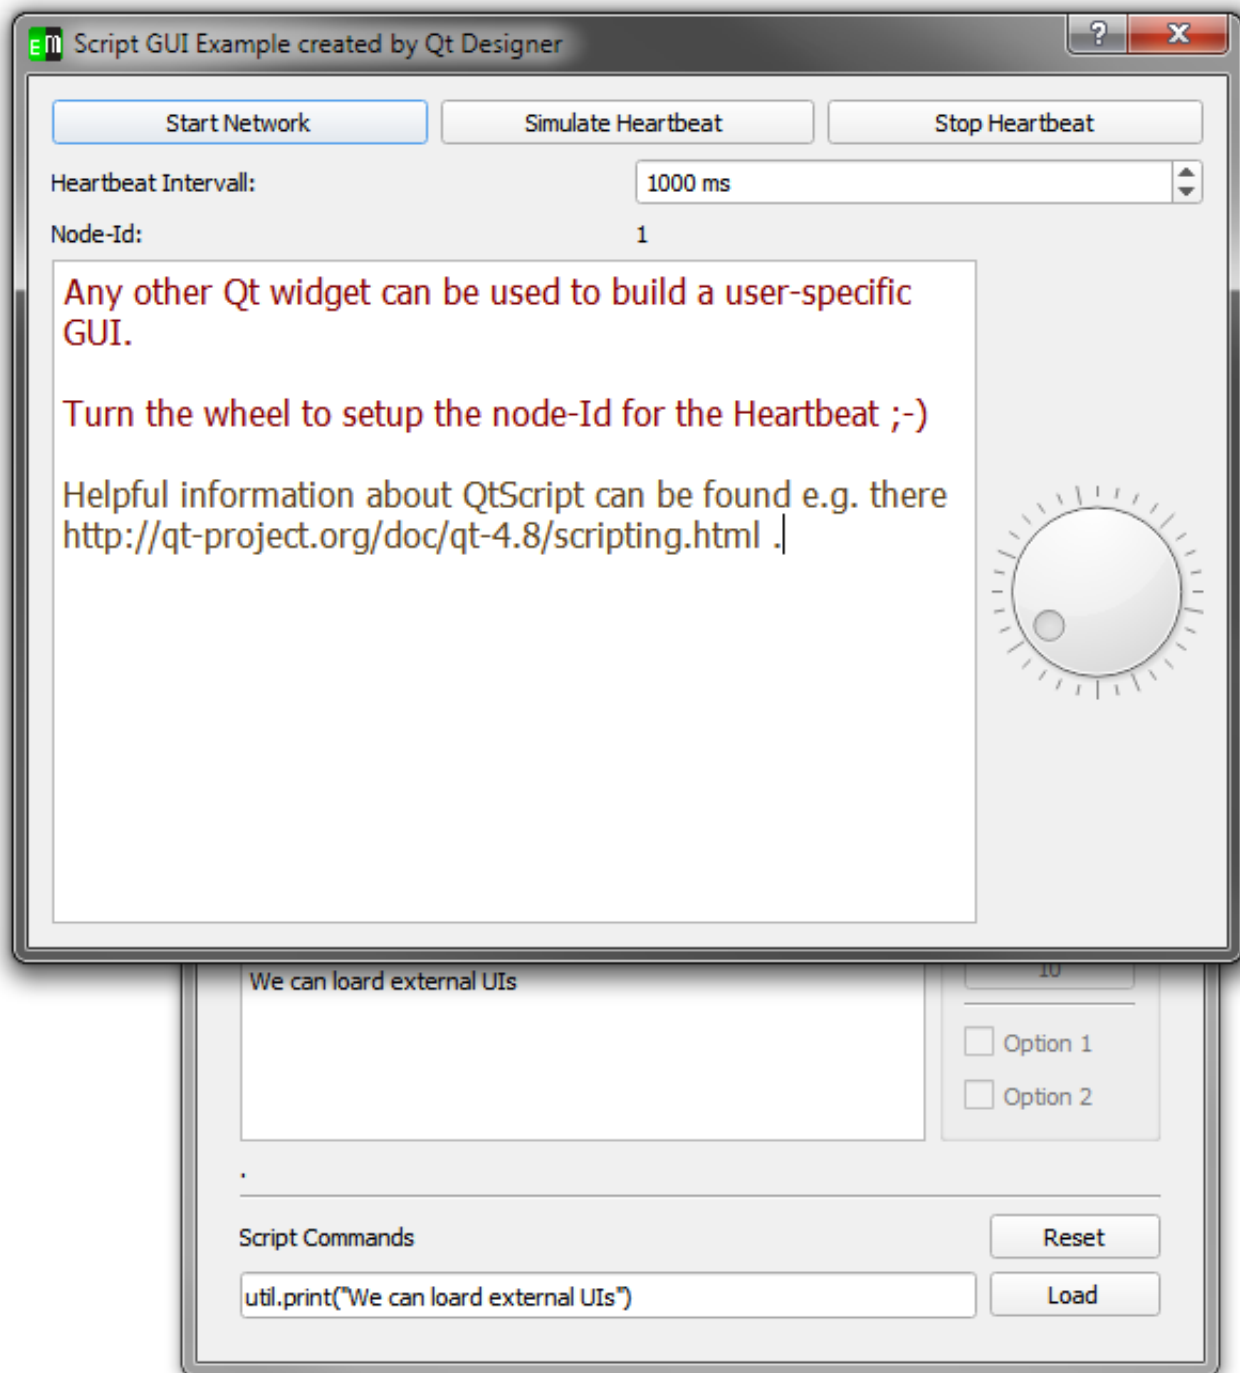 EM Script GUI Example created by Qt Designer ? X
Start Network Simulate Heartbeat Stop Heartbeat
Heartbeat Intervall: 1000 ms
Node-Id: 1
Any other Qt widget can be used to build a user-specific
GUI.
Turn the wheel to setup the node-Id for the Heartbeat ;-)
Helpful information about QtScript can be found e.g. there
http://qt-project.org/doc/qt-4.8/scripting.html .
We can loard external UIs
10
Option 1
Option 2
.
Script Commands
Reset
util.print("We can loard external UIs")
Load